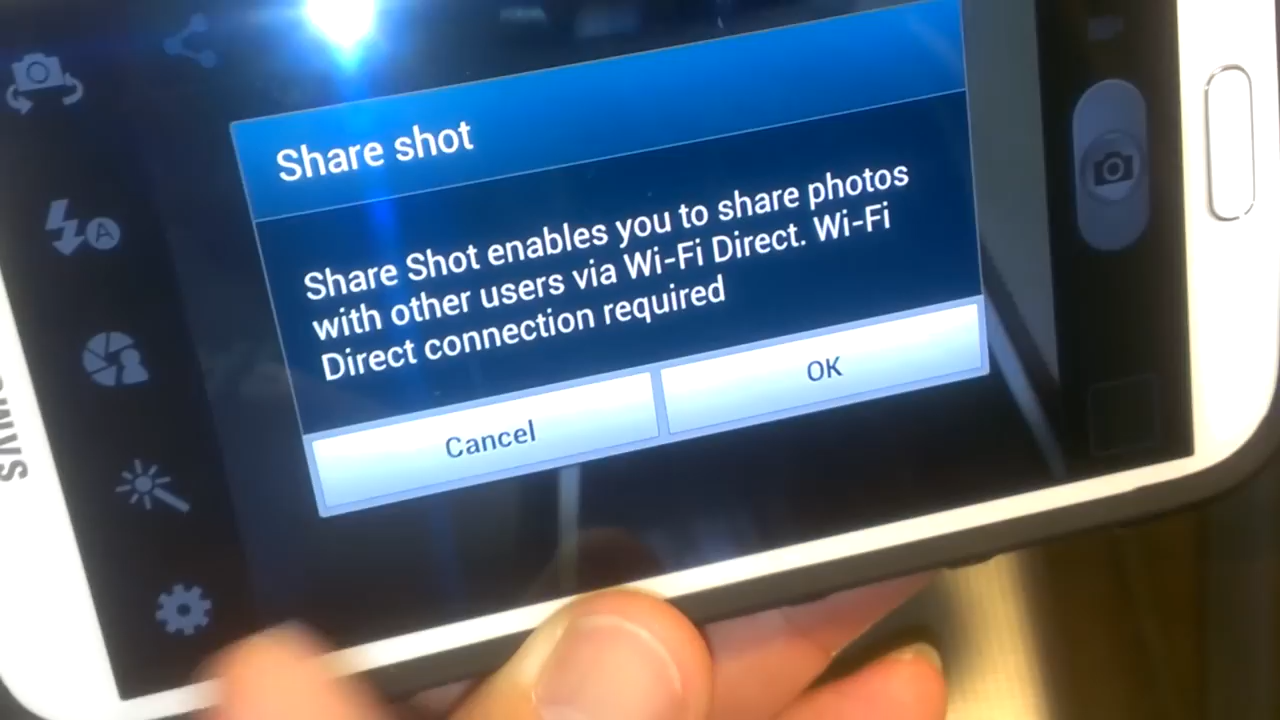 Share shot
Share Shot enables you to share photos
with other users via Wi-Fi Direct. Wi-Fi
Direct connection required
Cancel
OK
A